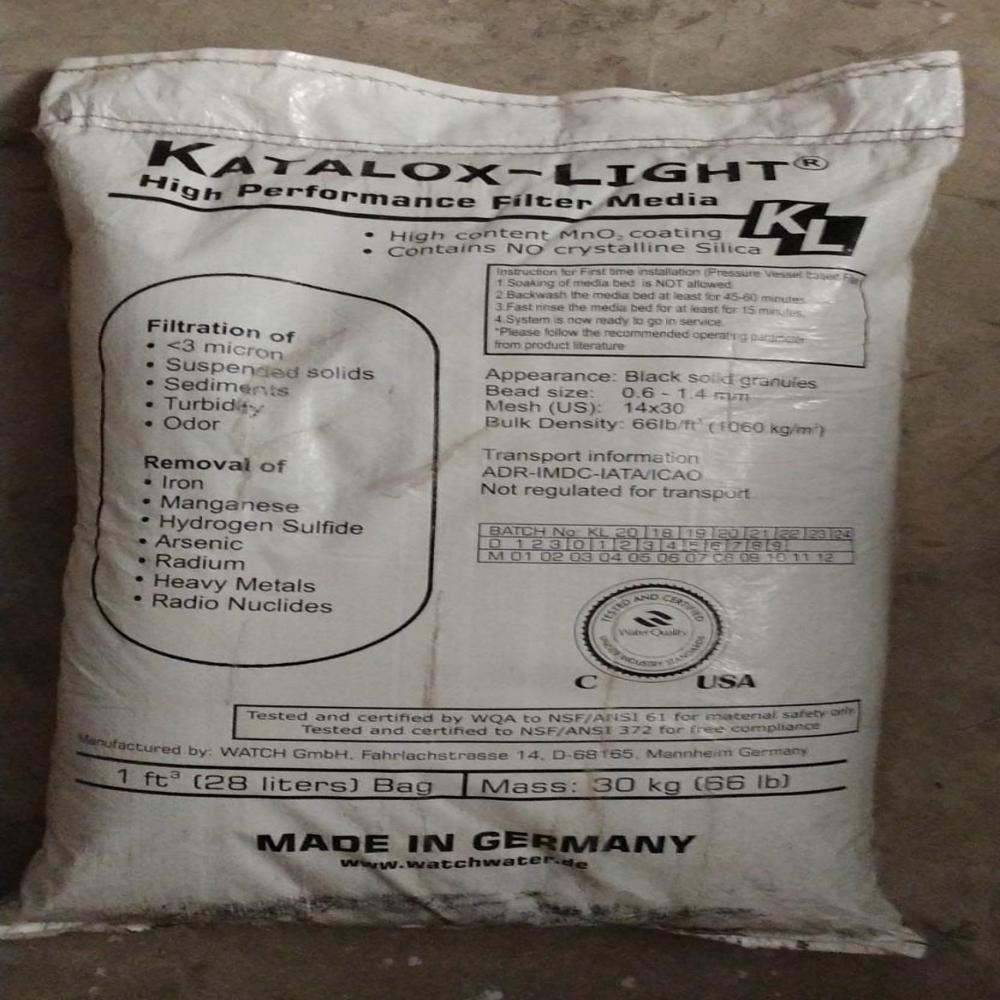 KATALOX-LIGHT®
High Performance Filter Media
KL
• High content MnO₂ coating
• Contains NO crystalline Silica
Instruction for First time installation (Pressure Vessel based
1.Soaking of media bed is NOT allowed.
2.Backwash the media bed at least for 45-60 minutes.
3.Fast rinse the media bed for at least for 15 minutes.
4.System is now ready to go in service.
*Please follow the recommended operating parameter
from product literature
Filtration of
• <3 micron
• Suspended solids
• Sediments
• Turbidity
• Odor
Removal of
• Iron
• Manganese
• Hydrogen Sulfide
• Arsenic
• Radium
• Heavy Metals
• Radio Nuclides
Appearance: Black solid granules
Bead size: 0.6 - 1.4 mm
Mesh (US): 14x30
Bulk Density: 66lb/ft³ (1060 kg/m³)
Transport information
ADR-IMDC-IATA/ICAO
Not regulated for transport
BATCH No. KL 20 18 19 20 21 22 23 24
D 1 2 3 0 1 2 3 4 5 6 7 8 9
M 01 02 03 04 05 06 07 08 09 10 11 12
TESTED AND CERTIFIED
Water Quality
UNDER INDUSTRY STANDARDS
C USA
Tested and certified by WQA to NSF/ANSI 61 for material safety only
Tested and certified to NSF/ANSI 372 for free compliance
Manufactured by: WATCH GmbH, Fahrlachstrasse 14, D-68165, Mannheim Germany
1 ft³ (28 liters) Bag Mass: 30 kg (66 lb)
MADE IN GERMANY
www.watchwater.de